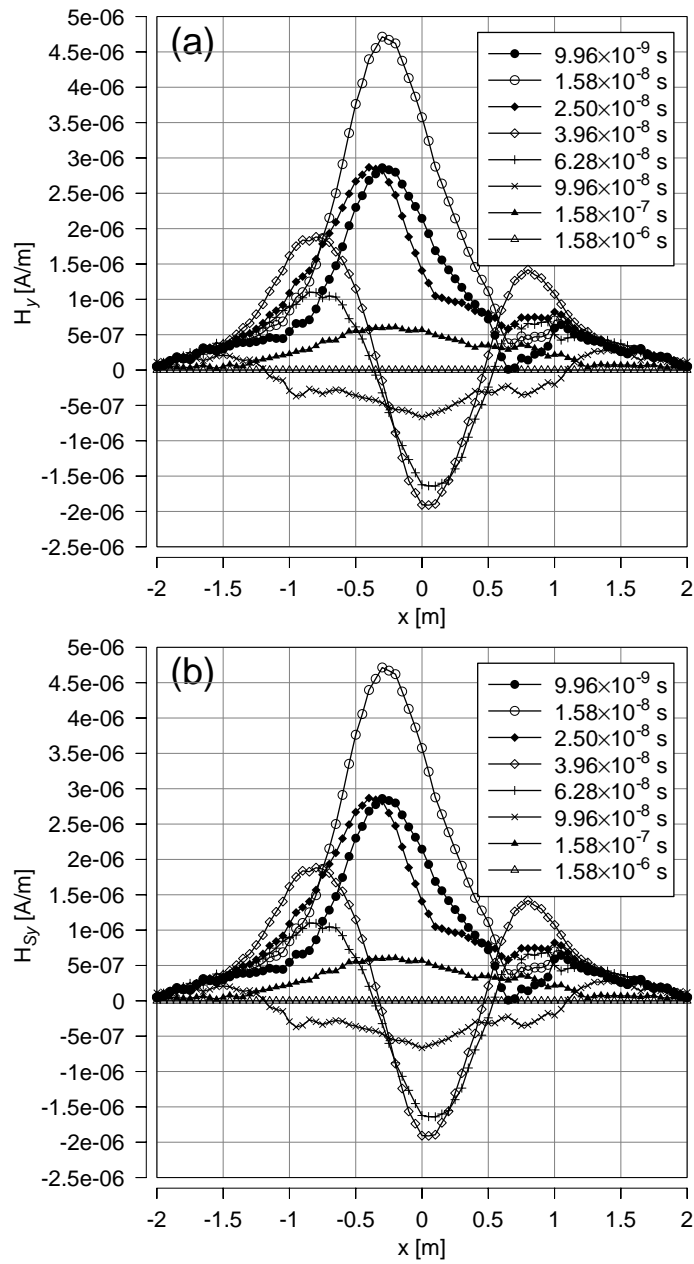 (a)
5e-06
4.5e-06
4e-06
3.5e-06
3e-06
2.5e-06
2e-06
1.5e-06
1e-06
5e-07
0
-5e-07
-1e-06
-1.5e-06
-2e-06
-2.5e-06
H_y [A/m]
9.96×10^-9 s
1.58×10^-8 s
2.50×10^-8 s
3.96×10^-8 s
6.28×10^-8 s
9.96×10^-8 s
1.58×10^-7 s
1.58×10^-6 s
-2 -1.5 -1 -0.5 0 0.5 1 1.5 2
x [m]
(b)
5e-06
4.5e-06
4e-06
3.5e-06
3e-06
2.5e-06
2e-06
1.5e-06
1e-06
5e-07
0
-5e-07
-1e-06
-1.5e-06
-2e-06
-2.5e-06
H_Sy [A/m]
9.96×10^-9 s
1.58×10^-8 s
2.50×10^-8 s
3.96×10^-8 s
6.28×10^-8 s
9.96×10^-8 s
1.58×10^-7 s
1.58×10^-6 s
-2 -1.5 -1 -0.5 0 0.5 1 1.5 2
x [m]